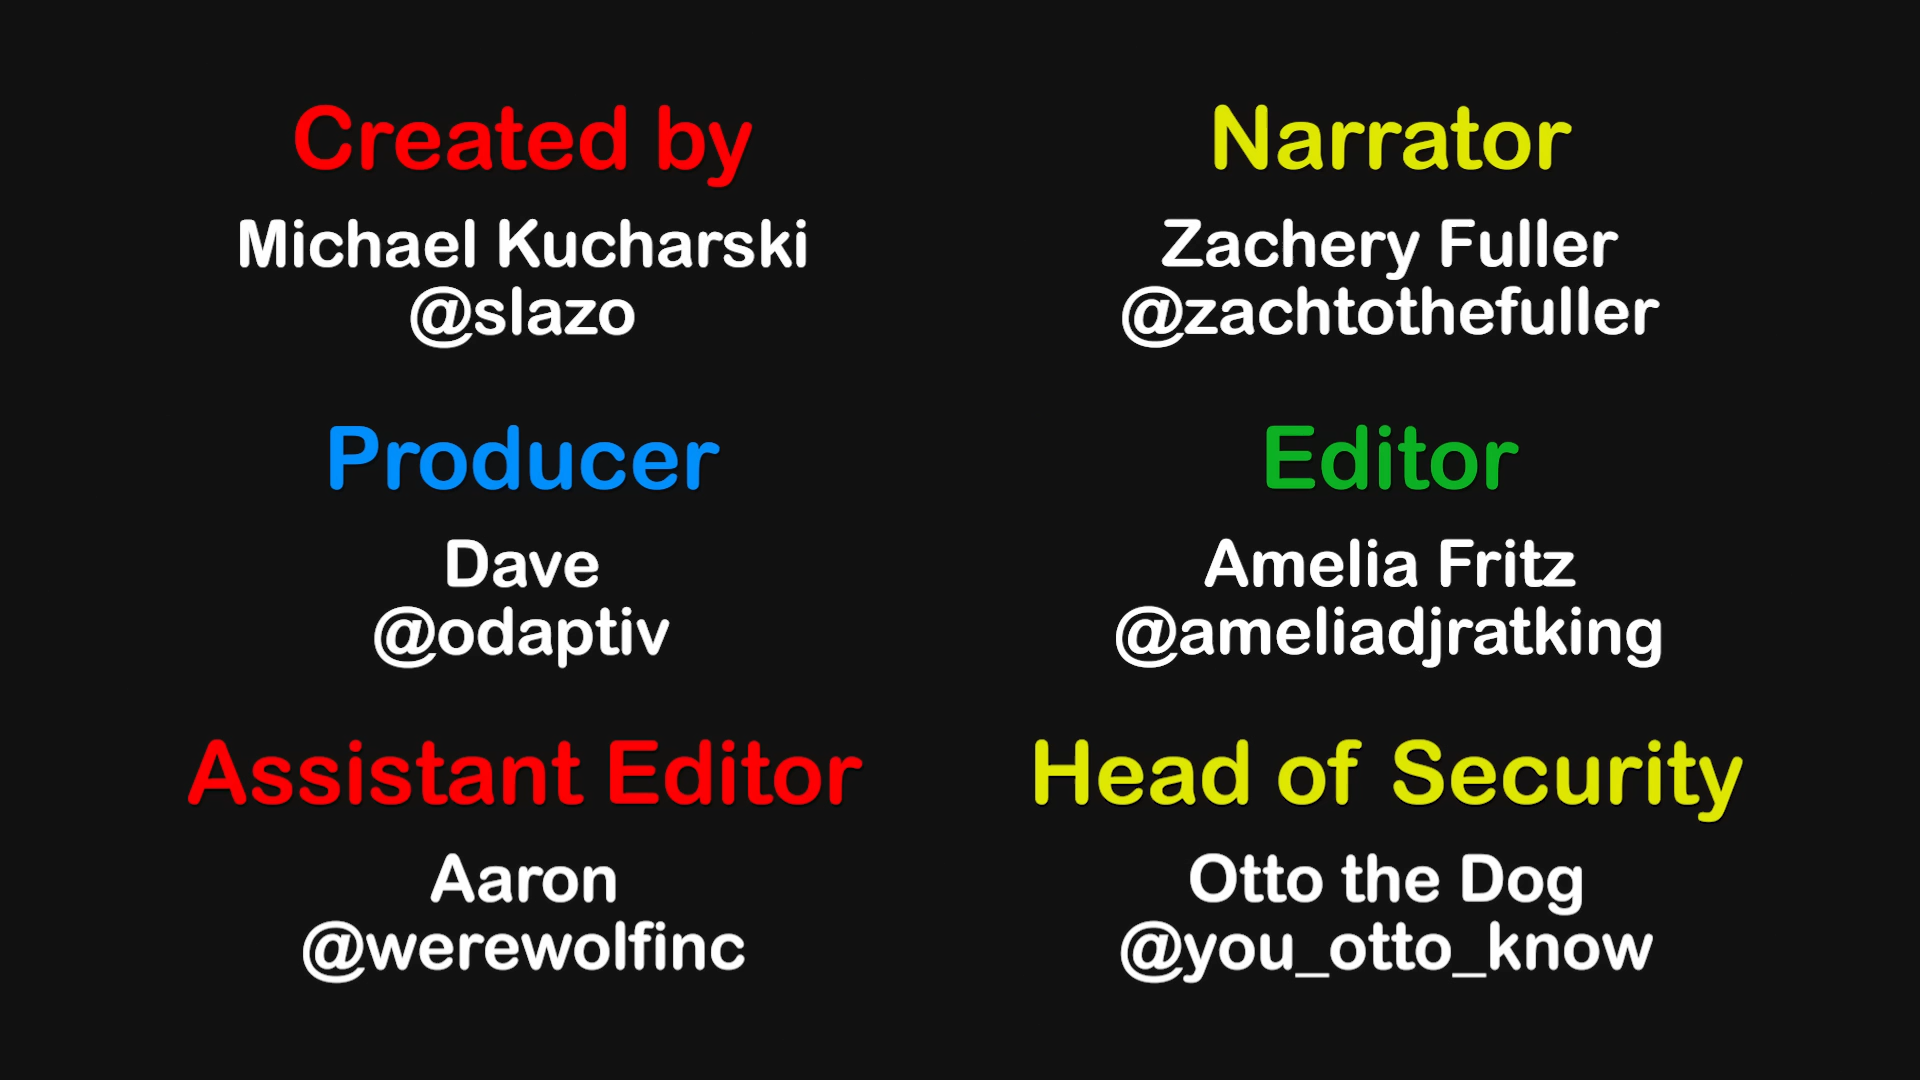 Created by
Michael Kucharski
@slazo
Narrator
Zachery Fuller
@zachtothefuller
Producer
Dave
@odaptiv
Editor
Amelia Fritz
@ameliadjratking
Assistant Editor
Aaron
@werewolfinc
Head of Security
Otto the Dog
@you_otto_know